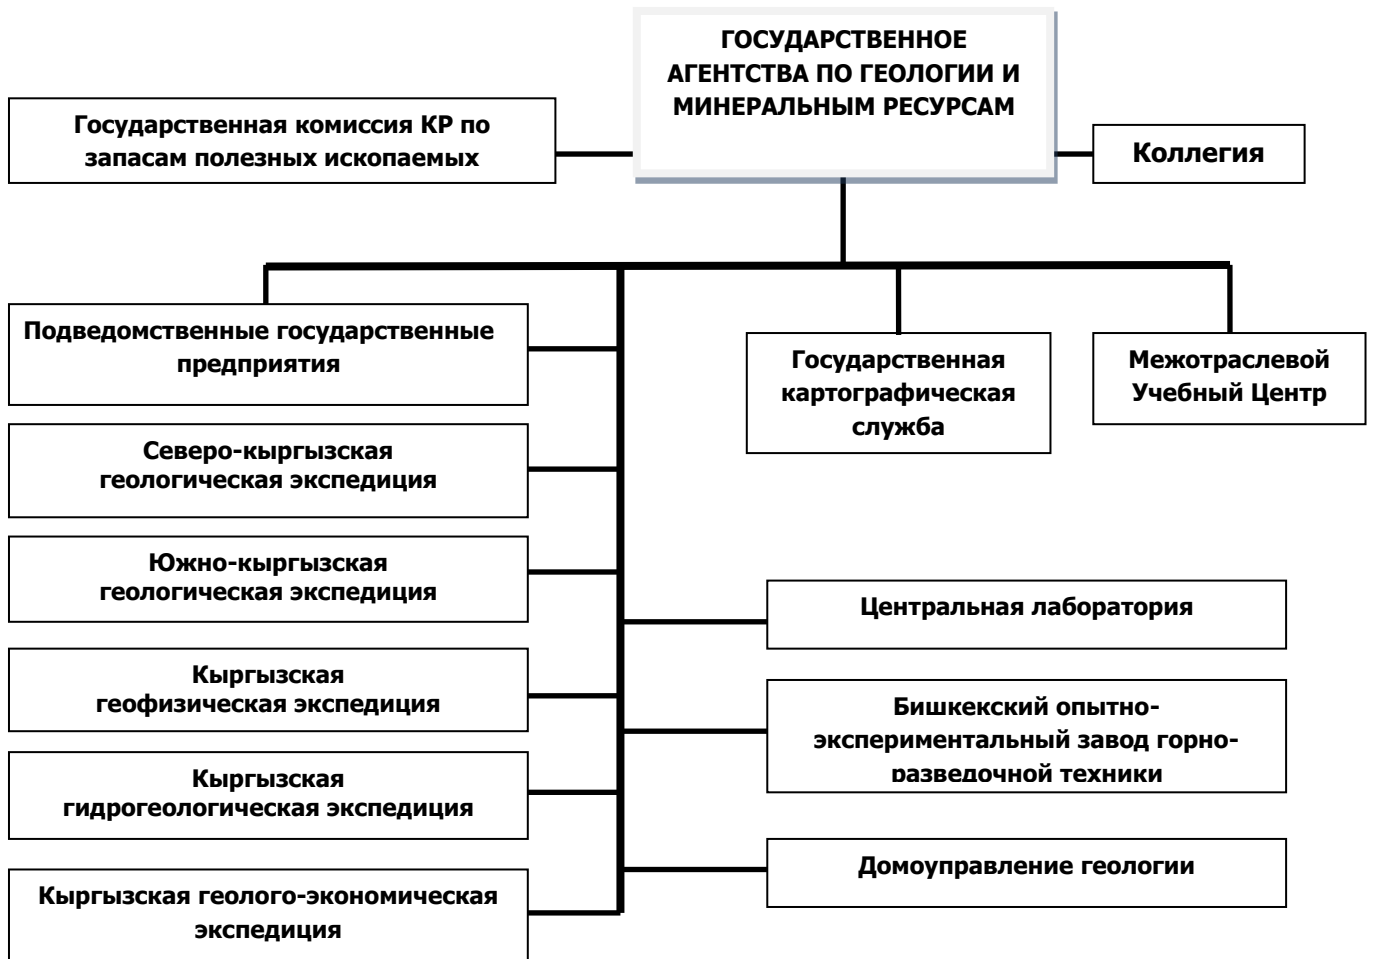 ГОСУДАРСТВЕННОЕ
АГЕНТСТВА ПО ГЕОЛОГИИ И
МИНЕРАЛЬНЫМ РЕСУРСАМ
Государственная комиссия КР по
запасам полезных ископаемых
Коллегия
Подведомственные государственные
предприятия
Государственная
картографическая
служба
Межотраслевой
Учебный Центр
Северо-кыргызская
геологическая экспедиция
Южно-кыргызская
геологическая экспедиция
Центральная лаборатория
Кыргызская
геофизическая экспедиция
Бишкекский опытно-
экспериментальный завод горно-
разведочной техники
Кыргызская
гидрогеологическая экспедиция
Домоуправление геологии
Кыргызская геолого-экономическая
экспедиция